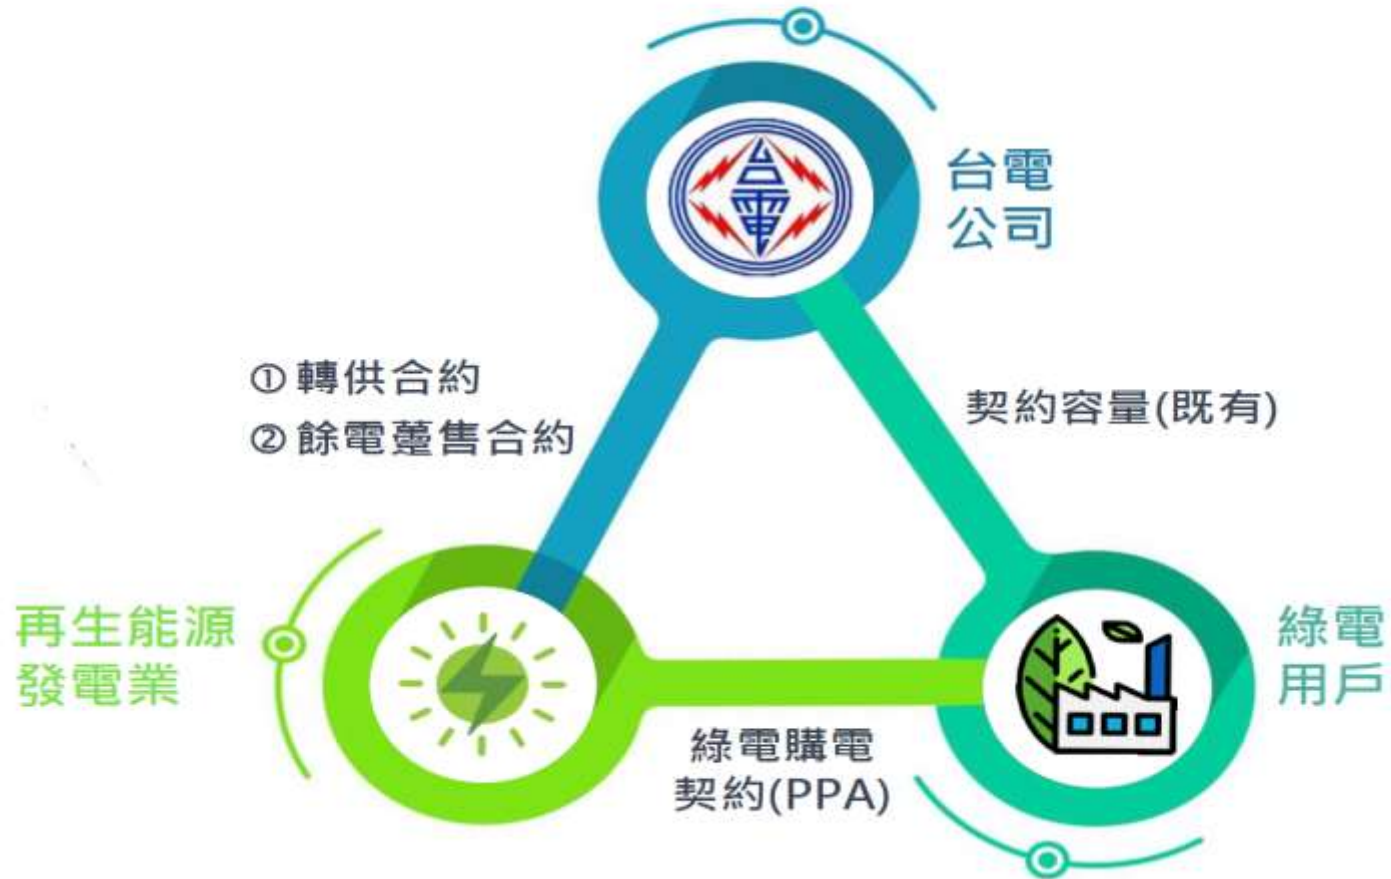 台電
台電
公司
①轉供合約
②餘電躉售合約
契約容量(既有)
再生能源
發電業
綠電
用戶
綠電購電
契約(PPA)